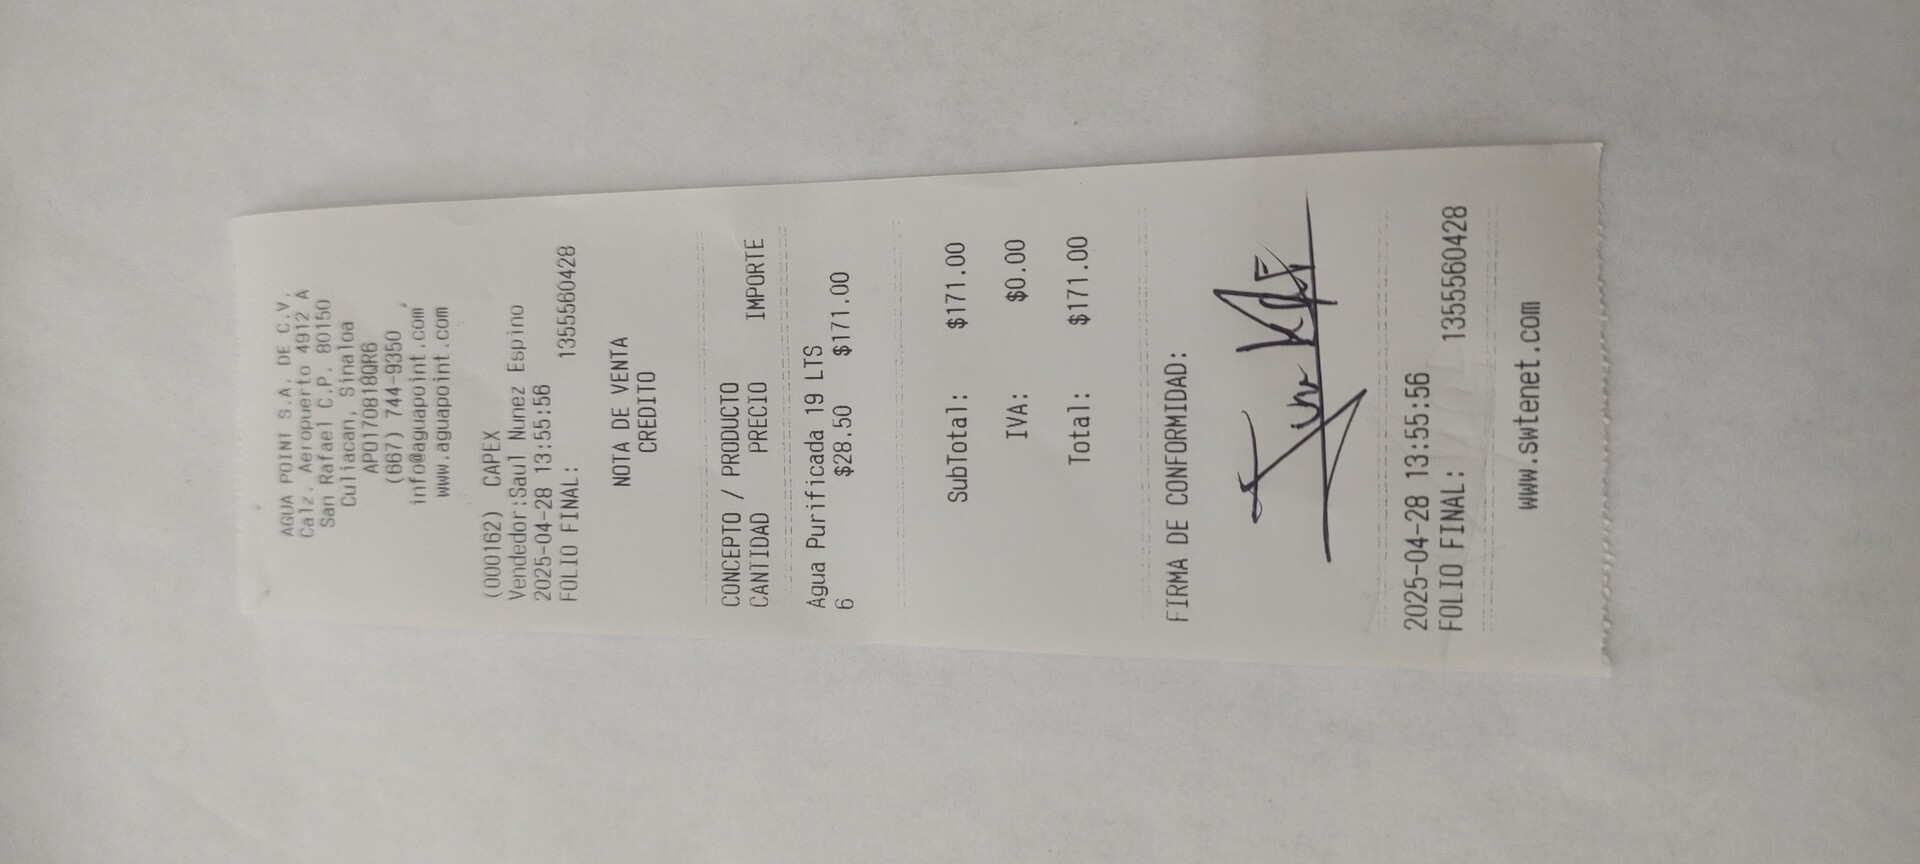 AGUA POINT S.A. DE C.V.
Calz. Aeropuerto 4912 A
San Rafael C.P. 80150
Culiacan, Sinaloa
APO170818QR6
(667) 744-9350
info@aguapoint.com
www.aguapoint.com
(000162) CAPEX
Vendedor:Saul Nunez Espino
2025-04-28 13:55:56
FOLIO FINAL: 1355560428
NOTA DE VENTA
CREDITO
CONCEPTO / PRODUCTO
CANTIDAD PRECIO IMPORTE
Agua Purificada 19 LTS
6 $28.50 $171.00
SubTotal: $171.00
IVA: $0.00
Total: $171.00
FIRMA DE CONFORMIDAD:
2025-04-28 13:55:56
FOLIO FINAL: 1355560428
www.swtenet.com